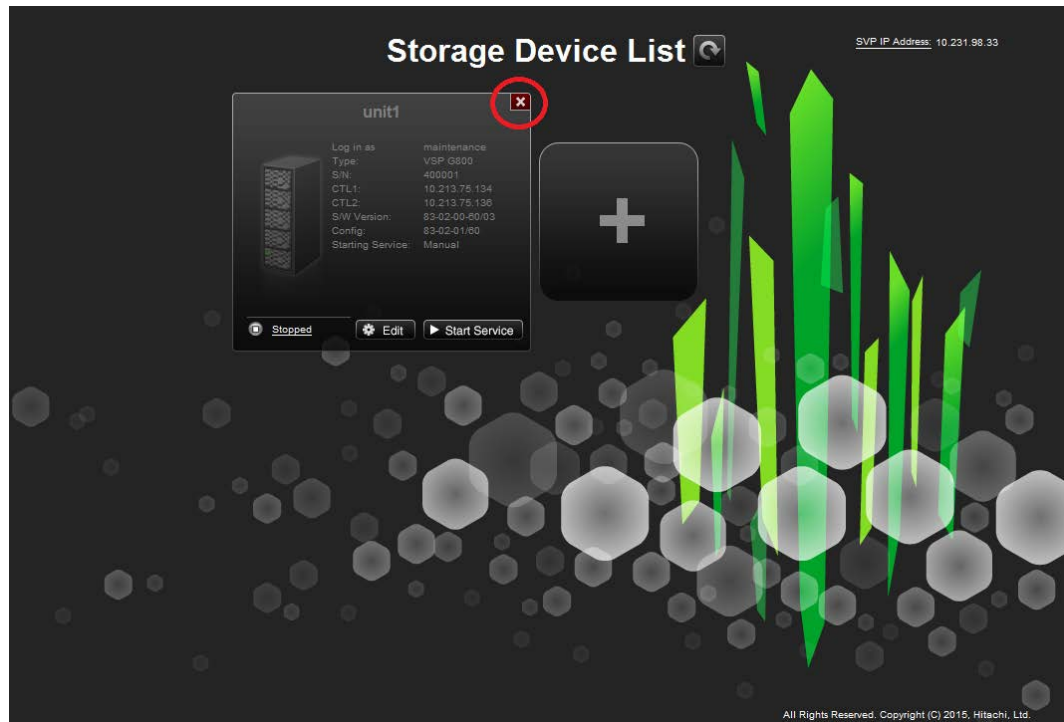 Storage Device List
SVP IP Address: 10.231.98.33
unit1
Log in as maintenance
Type: VSP G800
S/N: 400001
CTL1: 10.213.75.134
CTL2: 10.213.75.136
S/W Version: 83-02-00-60/03
Config: 83-02-01/60
Starting Service: Manual
Stopped Edit Start Service
All Rights Reserved. Copyright (C) 2015, Hitachi, Ltd.